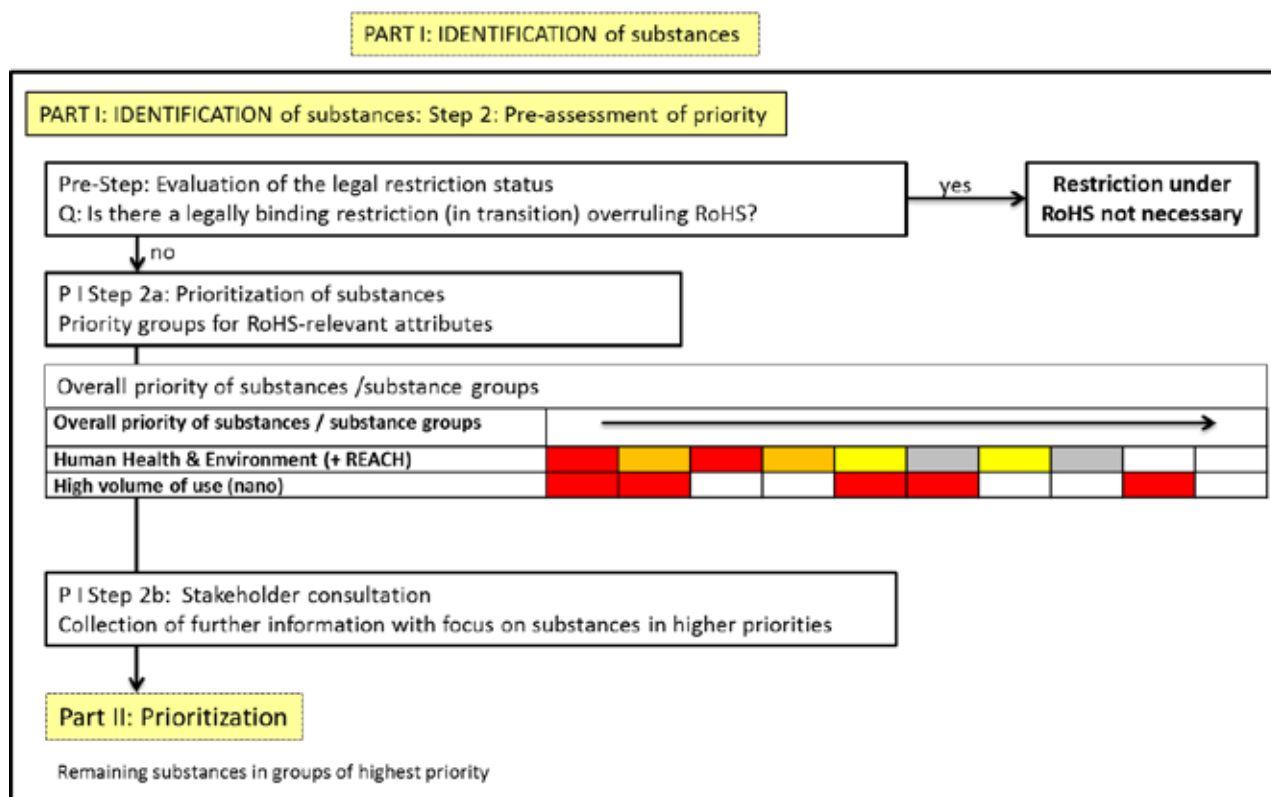 PART I: IDENTIFICATION of substances
PART I: IDENTIFICATION of substances: Step 2: Pre-assessment of priority
Pre-Step: Evaluation of the legal restriction status
Q: Is there a legally binding restriction (in transition) overruling RoHS?
yes
Restriction under
RoHS not necessary
no
P I Step 2a: Prioritization of substances
Priority groups for RoHS-relevant attributes
Overall priority of substances /substance groups
Overall priority of substances / substance groups
Human Health & Environment (+ REACH)
High volume of use (nano)
P I Step 2b: Stakeholder consultation
Collection of further information with focus on substances in higher priorities
Part II: Prioritization
Remaining substances in groups of highest priority